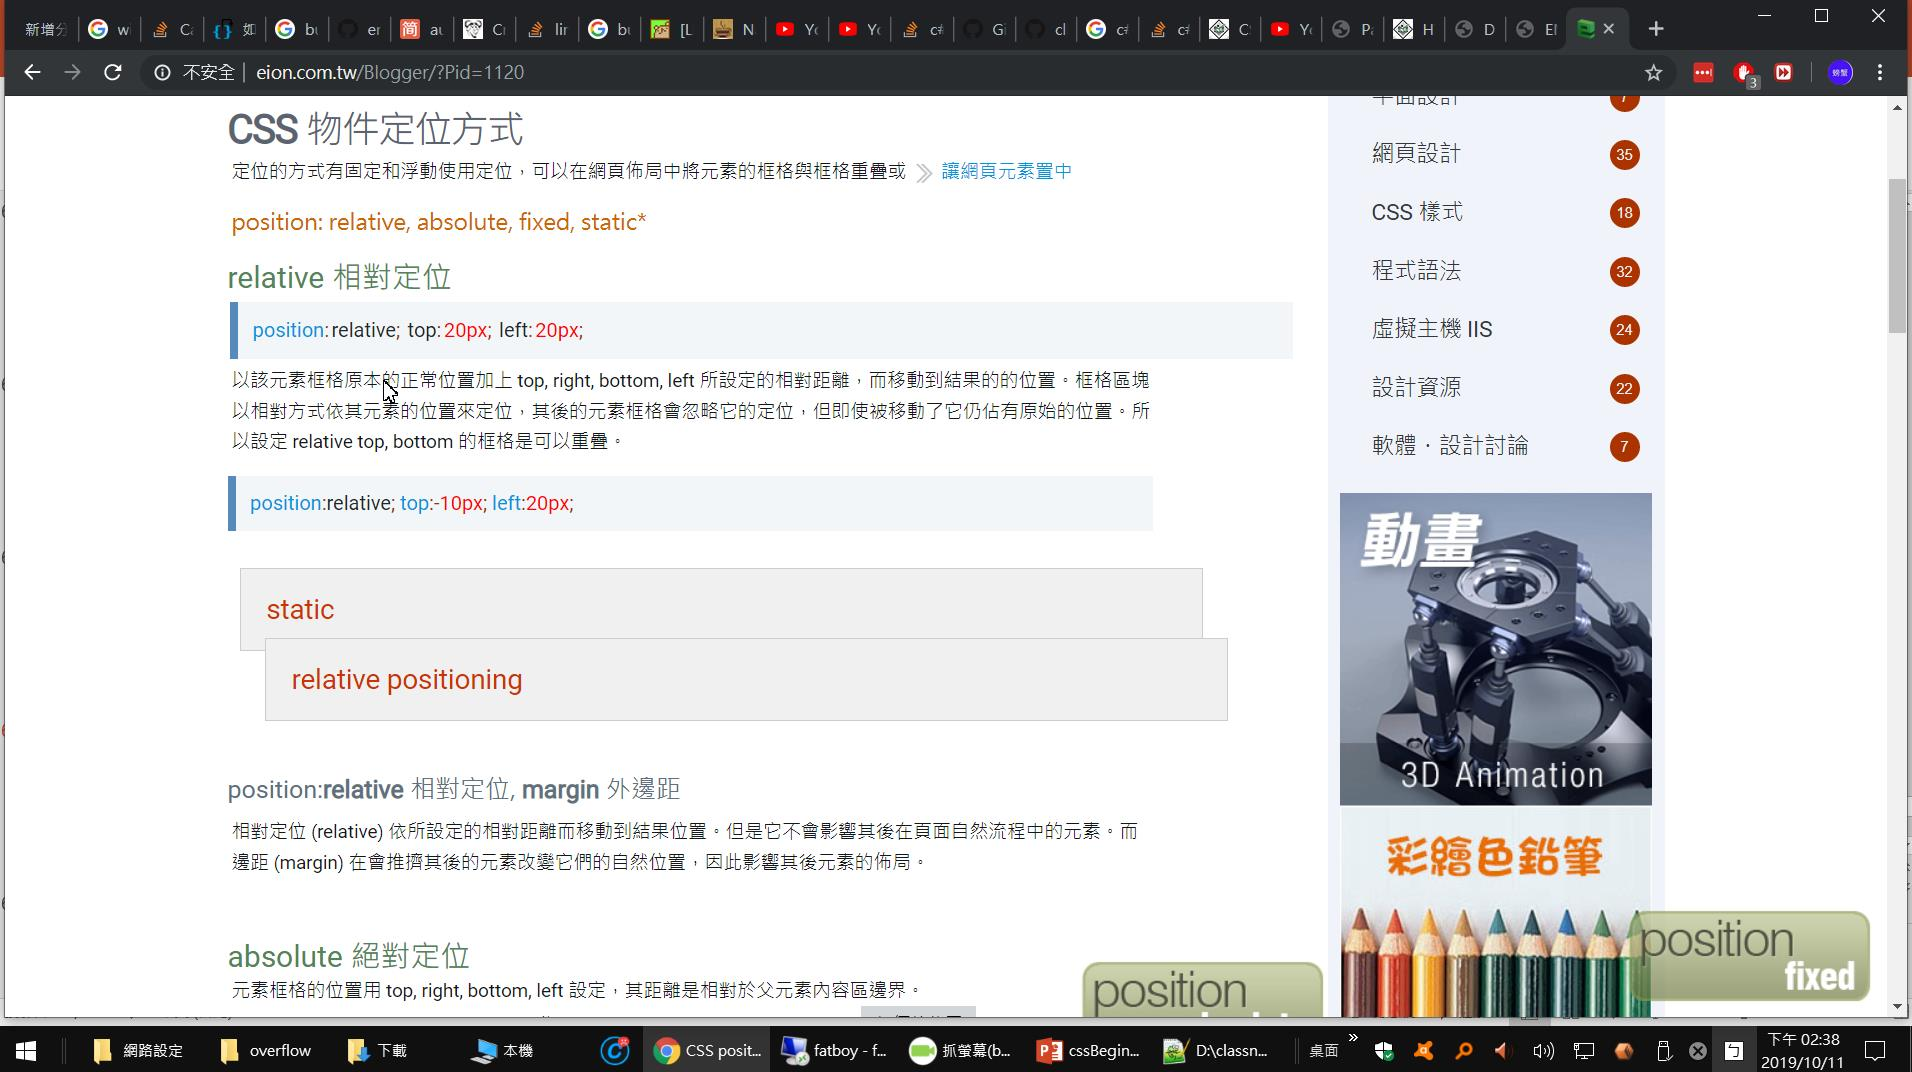 新增分
不安全
eion.com.tw/Blogger/?Pid=1120
3
CSS 物件定位方式
定位的方式有固定和浮動使用定位，可以在網頁佈局中將元素的框格與框格重疊或 讓網頁元素置中
position: relative, absolute, fixed, static*
relative 相對定位
position: relative; top: 20px; left: 20px;
以該元素框格原本的正常位置加上 top, right, bottom, left 所設定的相對距離，而移動到結果的的位置。框格區塊
以相對方式依其元素的位置來定位，其後的元素框格會忽略它的定位，但即使被移動了它仍佔有原始的位置。所
以設定 relative top, bottom 的框格是可以重疊。
position:relative; top:-10px; left:20px;
static
relative positioning
position:relative 相對定位, margin 外邊距
相對定位 (relative) 依所設定的相對距離而移動到結果位置。但是它不會影響其後在頁面自然流程中的元素。而
邊距 (margin) 在會推擠其後的元素改變它們的自然位置，因此影響其後元素的佈局。
absolute 絕對定位
元素框格的位置用 top, right, bottom, left 設定，其距離是相對於父元素內容區邊界。
position
平面設計 7
網頁設計 35
CSS 樣式 18
程式語法 32
虛擬主機 IIS 24
設計資源 22
軟體・設計討論 7
動畫
3D Animation
彩繪色鉛筆
position
fixed
網路設定
overflow
下載
本機
CSS posit...
fatboy - f...
抓螢幕(b...
cssBegin...
D:\classn...
桌面
下午 02:38
2019/10/11